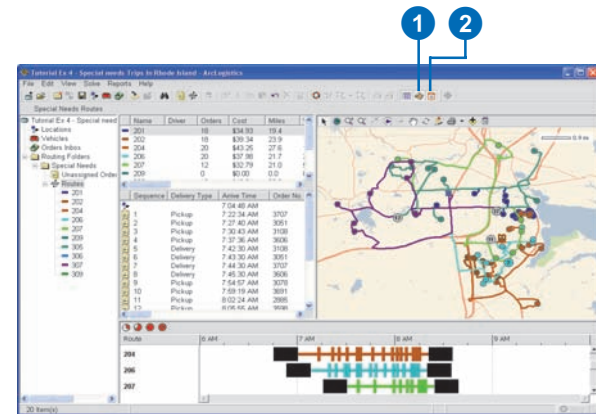 1 2
Tutorial Ex 4 - Special needs Trips In Rhode Island - ArcLogistics
File Edit View Solve Reports Help
Special Needs Routes
Tutorial Ex 4 - Special need
Locations
Vehicles
Orders Inbox
Routing Folders
Special Needs
Unassigned Order
Routes
201
202
204
206
207
209
306
307
309
Name Driver Orders Cost Miles
201 18 $34.93 19.4
202 18 $39.34 23.9
204 20 $43.25 27.6
206 20 $37.98 21.7
207 12 $32.79 21.0
209 0 $0.00 0.0
Sequence Delivery Type Arrive Time Order No
7:04:48 AM
1 Pickup 7:22:34 AM 3707
2 Pickup 7:27:40 AM 3051
3 Pickup 7:30:43 AM 3108
4 Pickup 7:37:36 AM 3606
5 Delivery 7:42:30 AM 3108
6 Delivery 7:43:30 AM 3051
7 Delivery 7:44:30 AM 3707
8 Delivery 7:45:30 AM 3606
9 Pickup 7:54:57 AM 3078
10 Pickup 7:59:19 AM 3691
11 Pickup 8:02:24 AM 2885
12 Pickup 8:05:55 AM 3598
Route 6 AM 7 AM 8 AM 9 AM
204
206
207
20 Item(s)